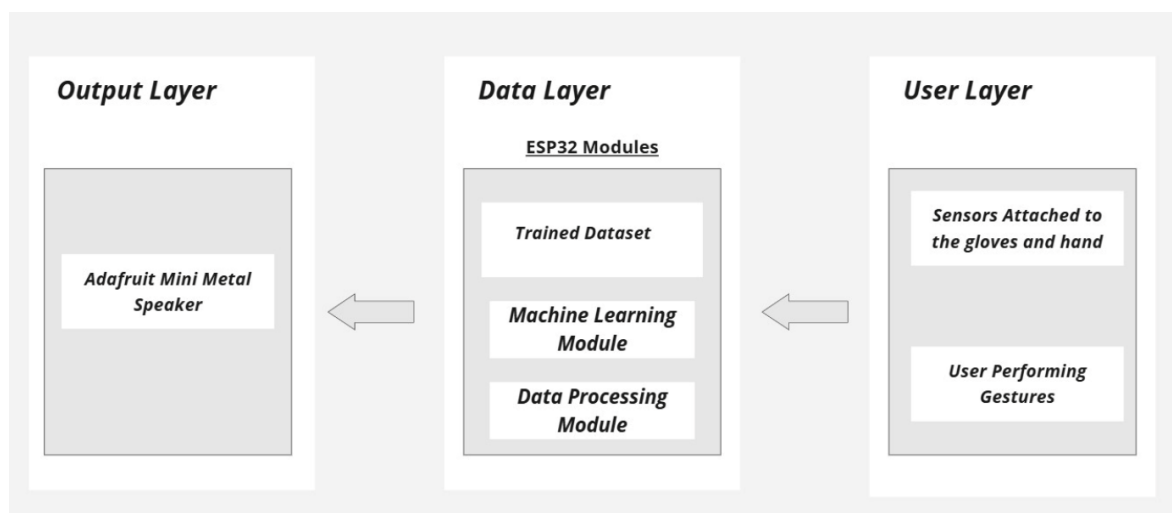 Output Layer
Adafruit Mini Metal
Speaker
Data Layer
ESP32 Modules
Trained Dataset
Machine Learning
Module
Data Processing
Module
User Layer
Sensors Attached to
the gloves and hand
User Performing
Gestures